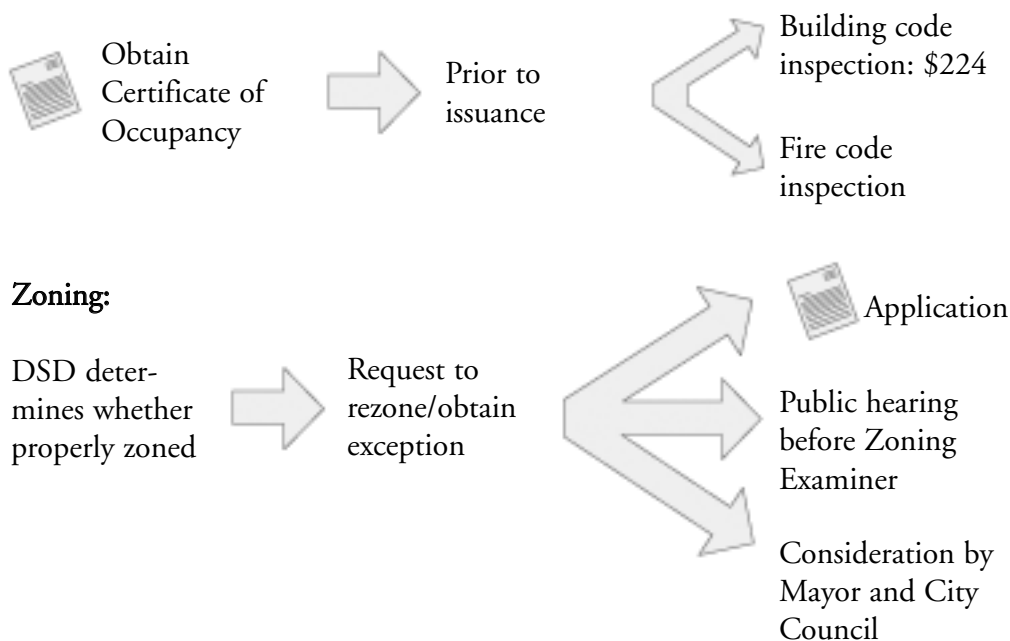 Obtain
Certificate of
Occupancy
Prior to
issuance
Building code
inspection: $224
Fire code
inspection
Zoning:
DSD deter-
mines whether
properly zoned
Request to
rezone/obtain
exception
Application
Public hearing
before Zoning
Examiner
Consideration by
Mayor and City
Council